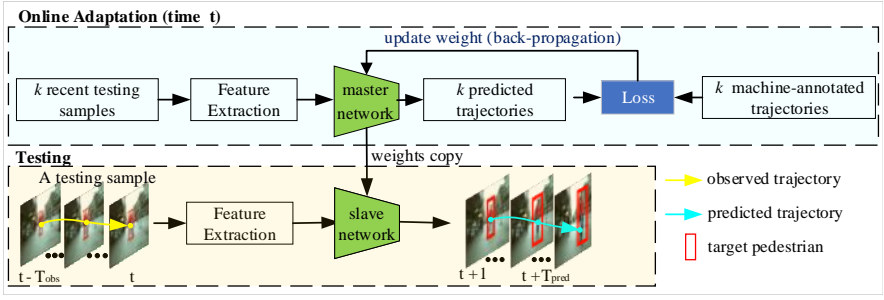 Online Adaptation (time t)
update weight (back-propagation)
k recent testing
samples
Feature
Extraction
master
network
k predicted
trajectories
Loss
k machine-annotated
trajectories
Testing
weights copy
A testing sample
Feature
Extraction
slave
network
t - Tobs
t
t +1
t +Tpred
observed trajectory
predicted trajectory
target pedestrian